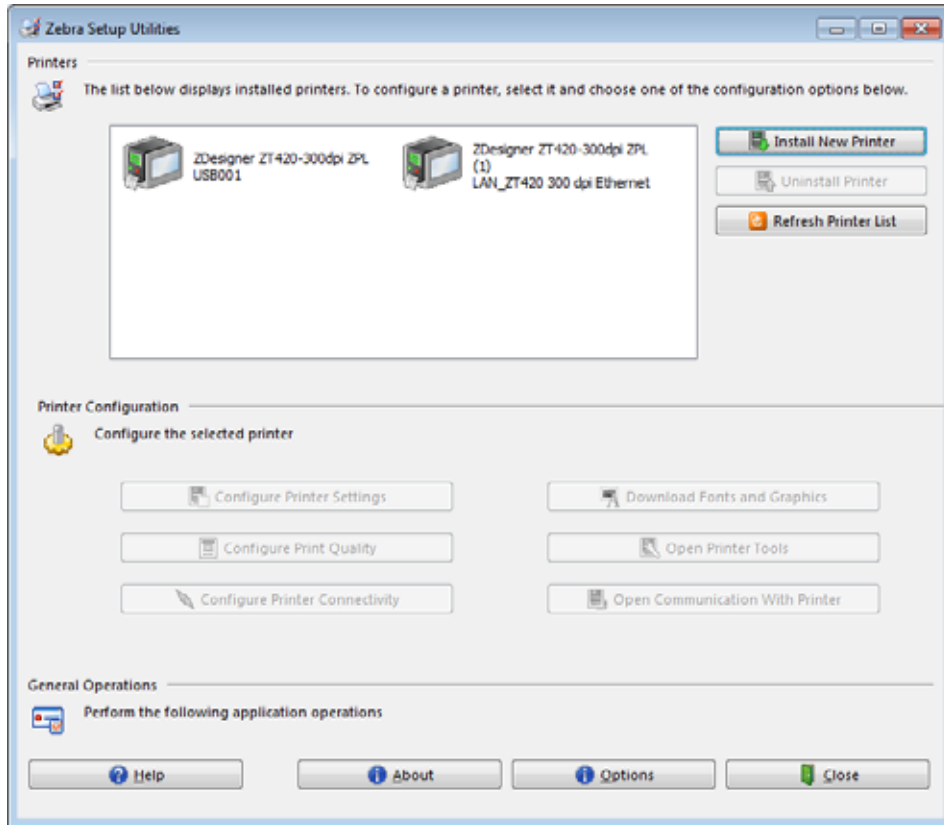 Zebra Setup Utilities
Printers
The list below displays installed printers. To configure a printer, select it and choose one of the configuration options below.
ZDesigner ZT420-300dpi ZPL
USB001
ZDesigner ZT420-300dpi ZPL
(1)
LAN_ZT420 300 dpi Ethernet
Install New Printer
Uninstall Printer
Refresh Printer List
Printer Configuration
Configure the selected printer
Configure Printer Settings
Download Fonts and Graphics
Configure Print Quality
Open Printer Tools
Configure Printer Connectivity
Open Communication With Printer
General Operations
Perform the following application operations
Help
About
Options
Close